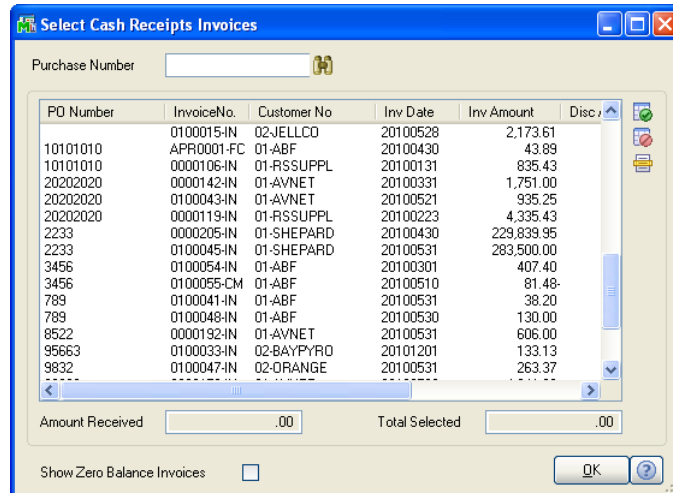 Select Cash Receipts Invoices
Purchase Number
PO Number InvoiceNo. Customer No Inv Date Inv Amount Disc
0100015-IN 02-JELLCO 20100528 2,173.61
10101010 APR0001-FC 01-ABF 20100430 43.89
10101010 0000106-IN 01-RSSUPPL 20100131 835.43
20202020 0000142-IN 01-AVNET 20100331 1,751.00
20202020 0100043-IN 01-AVNET 20100521 935.25
20202020 0000119-IN 01-RSSUPPL 20100223 4,335.43
2233 0000205-IN 01-SHEPARD 20100430 229,839.95
2233 0100045-IN 01-SHEPARD 20100531 283,500.00
3456 0100054-IN 01-ABF 20100301 407.40
3456 0100055-CM 01-ABF 20100510 81.48-
789 0100041-IN 01-ABF 20100531 38.20
789 0100048-IN 01-ABF 20100530 130.00
8522 0000192-IN 01-AVNET 20100531 606.00
95663 0100033-IN 02-BAYPYRO 20101201 133.13
9832 0100047-IN 02-ORANGE 20100531 263.37
Amount Received .00 Total Selected .00
Show Zero Balance Invoices OK ?